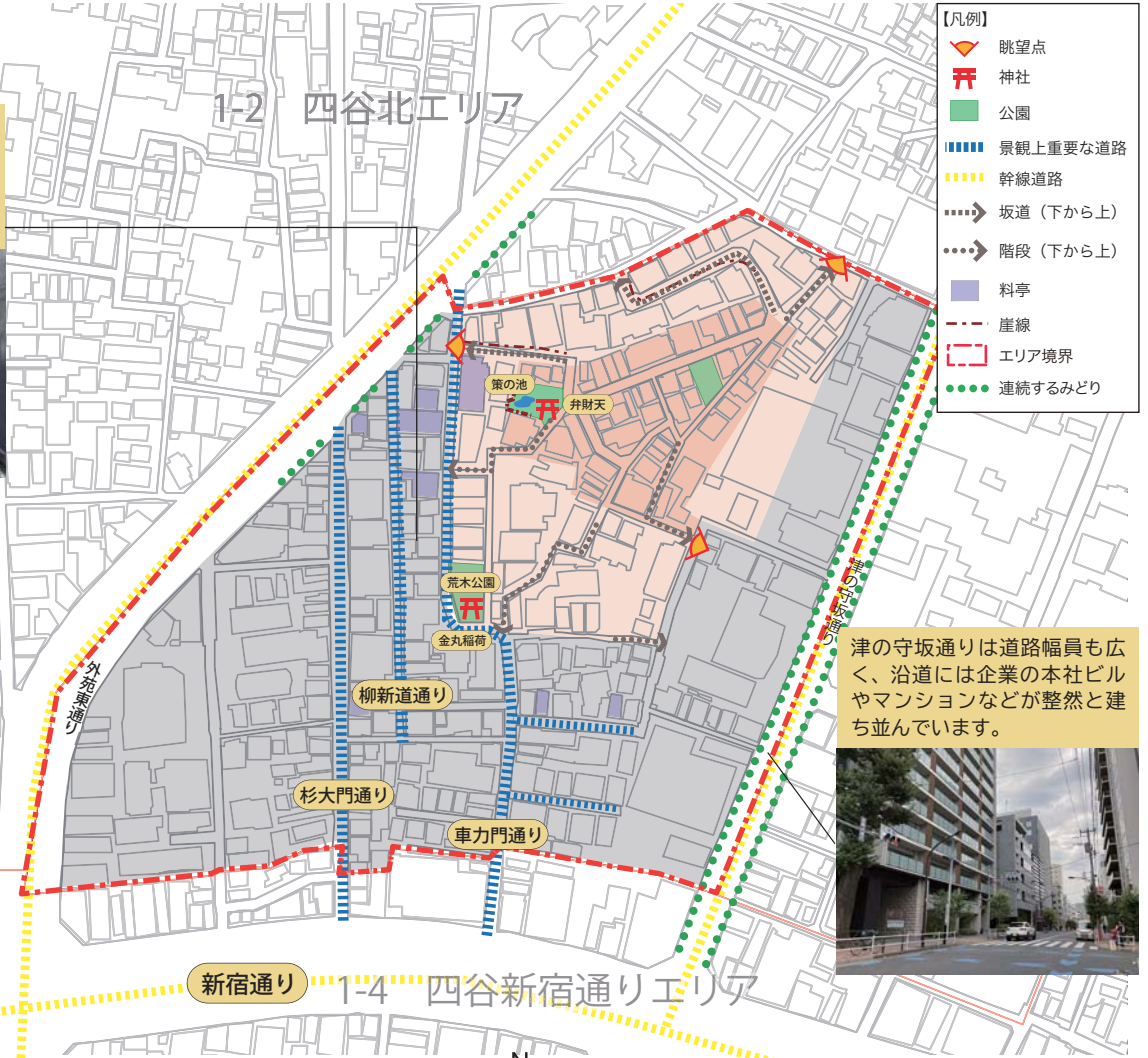 1-2 四谷北エリア
【凡例】
眺望点
神社
公園
景観上重要な道路
幹線道路
坂道（下から上）
階段（下から上）
料亭
崖線
エリア境界
連続するみどり
策の池
弁財天
荒木公園
金丸稲荷
柳新道通り
杉大門通り
車力門通り
外苑東通り
津の守坂通り
津の守坂通りは道路幅員も広
く、沿道には企業の本社ビル
やマンションなどが整然と建
ち並んでいます。
新宿通り
1-4 四谷新宿通りエリア
N